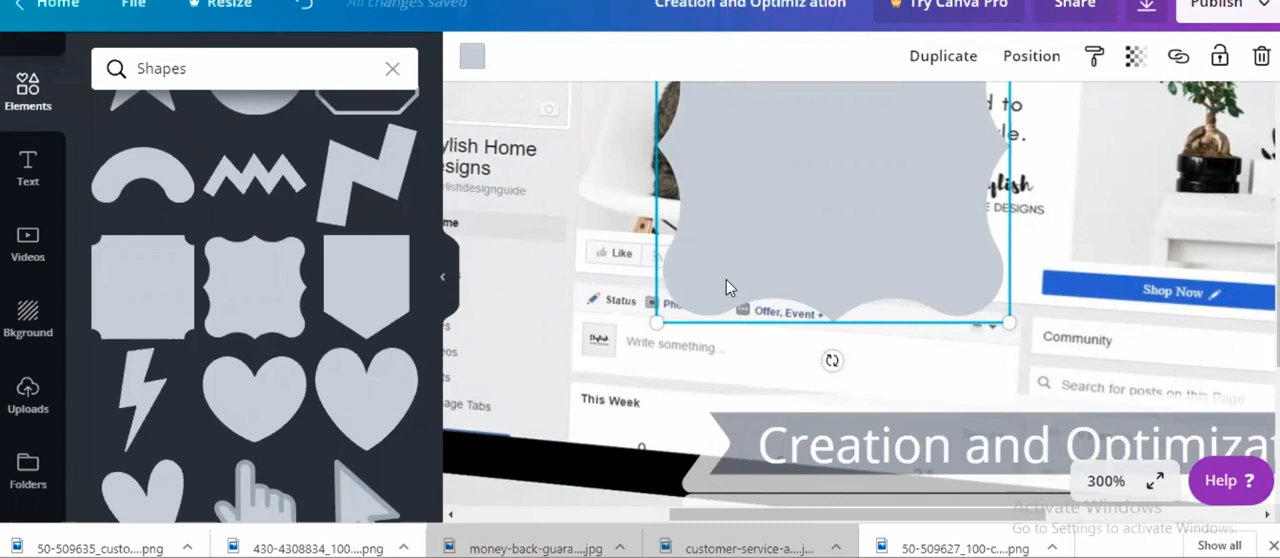 Home
File
Resize
All changes saved
Creation and Optimization
Try Canva Pro
Share
Publish
Shapes
Elements
Text
Videos
Bkground
Uploads
Folders
Duplicate
Position
ylish Home
esigns
lishdesignguide
me
Like
Status
Offer, Event
Write something...
This Week
age Tabs
d to
le.
E DESIGNS
Shop Now
Community
Search for posts on this Page
Creation and Optimizat
300%
Help ?
Activate Windows
Go to Settings to activate Windows.
50-509635_custo....png
430-4308834_100....png
money-back-guara....jpg
customer-service-a....j...
50-509627_100-c....png
Show all